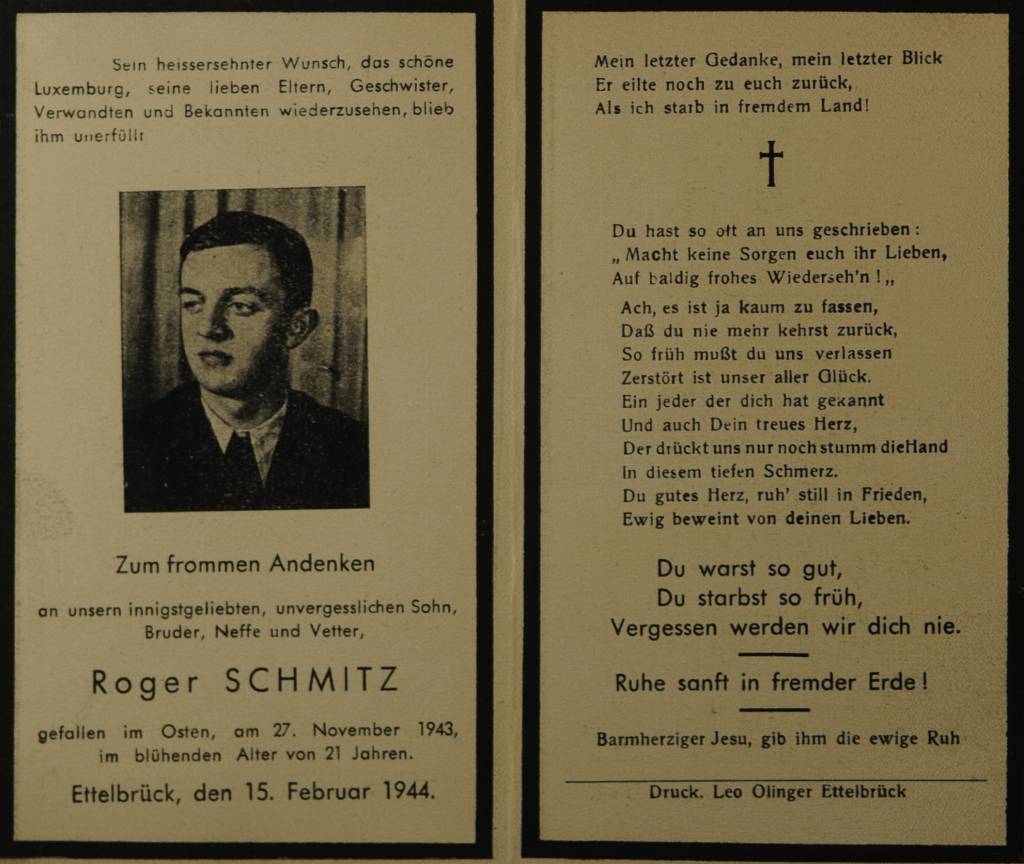 Sein heissersehnter Wunsch, das schöne
Luxemburg, seine lieben Eltern, Geschwister,
Verwandten und Bekannten wiederzusehen, blieb
ihm unerfüllt
Zum frommen Andenken
an unsern innigstgeliebten, unvergesslichen Sohn,
Bruder, Neffe und Vetter,
Roger SCHMITZ
gefallen im Osten, am 27. November 1943,
im blühenden Alter von 21 Jahren.
Ettelbrück, den 15. Februar 1944.
Mein letzter Gedanke, mein letzter Blick
Er eilte noch zu euch zurück,
Als ich starb in fremdem Land!
Du hast so oft an uns geschrieben :
„Macht keine Sorgen euch ihr Lieben,
Auf baldig frohes Wiederseh'n !„
Ach, es ist ja kaum zu fassen,
Daß du nie mehr kehrst zurück,
So früh mußt du uns verlassen
Zerstört ist unser aller Glück.
Ein jeder der dich hat gekannt
Und auch Dein treues Herz,
Der drückt uns nur noch stumm die Hand
In diesem tiefen Schmerz.
Du gutes Herz, ruh' still in Frieden,
Ewig beweint von deinen Lieben.
Du warst so gut,
Du starbst so früh,
Vergessen werden wir dich nie.
Ruhe sanft in fremder Erde !
Barmherziger Jesu, gib ihm die ewige Ruh
Druck. Leo Olinger Ettelbrück